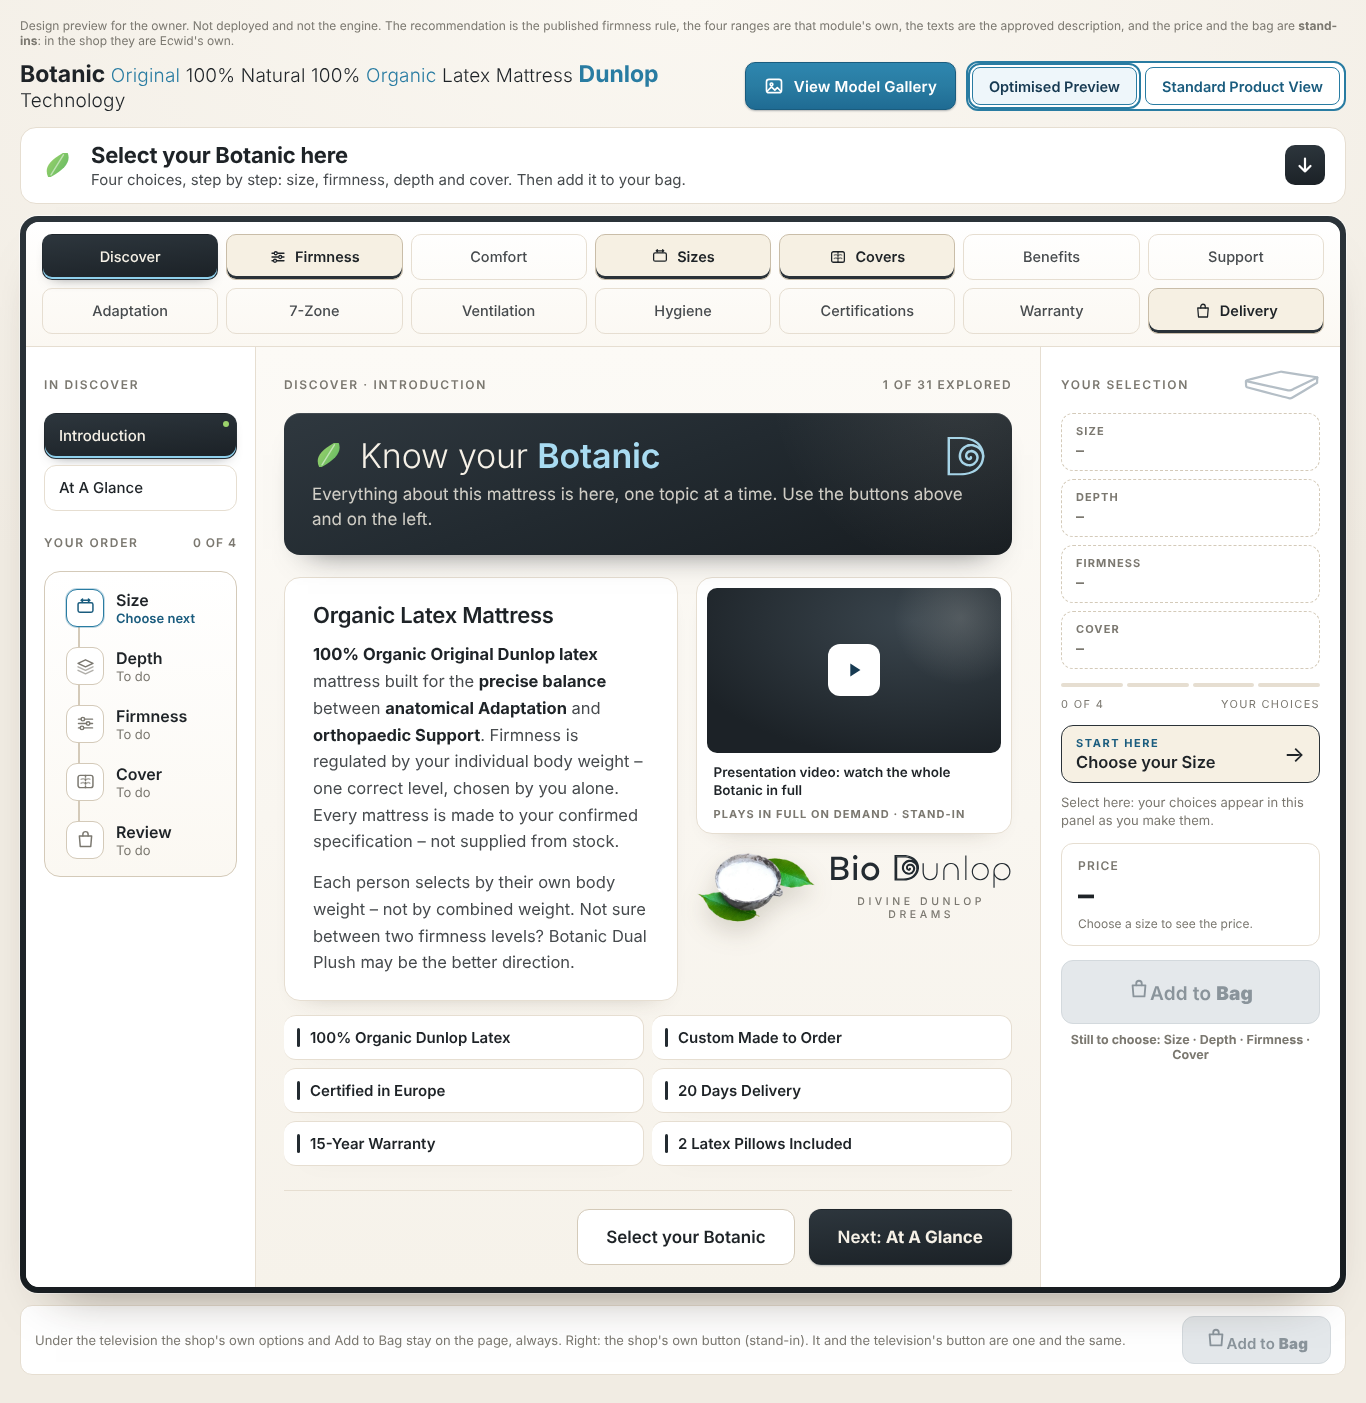 Design preview for the owner. Not deployed and not the engine. The recommendation is the published firmness rule, the four ranges are that module's own, the texts are the approved description, and the price and the bag are stand-
ins: in the shop they are Ecwid's own.
Botanic Original 100% Natural 100% Organic Latex Mattress Dunlop
Technology
View Model Gallery
Optimised Preview
Standard Product View
Select your Botanic here
Four choices, step by step: size, firmness, depth and cover. Then add it to your bag.
Discover
Firmness
Comfort
Sizes
Covers
Benefits
Support
Adaptation
7-Zone
Ventilation
Hygiene
Certifications
Warranty
Delivery
IN DISCOVER
Introduction
At A Glance
YOUR ORDER
0 OF 4
Size
Choose next
Depth
To do
Firmness
To do
Cover
To do
Review
To do
DISCOVER · INTRODUCTION
1 OF 31 EXPLORED
Know your Botanic
Everything about this mattress is here, one topic at a time. Use the buttons above
and on the left.
Organic Latex Mattress
100% Organic Original Dunlop latex
mattress built for the precise balance
between anatomical Adaptation and
orthopaedic Support. Firmness is
regulated by your individual body weight –
one correct level, chosen by you alone.
Every mattress is made to your confirmed
specification – not supplied from stock.
Each person selects by their own body
weight – not by combined weight. Not sure
between two firmness levels? Botanic Dual
Plush may be the better direction.
Presentation video: watch the whole
Botanic in full
PLAYS IN FULL ON DEMAND · STAND-IN
Bio Dunlop
DIVINE DUNLOP
DREAMS
100% Organic Dunlop Latex
Custom Made to Order
Certified in Europe
20 Days Delivery
15-Year Warranty
2 Latex Pillows Included
Select your Botanic
Next: At A Glance
YOUR SELECTION
SIZE
–
DEPTH
–
FIRMNESS
–
COVER
–
0 OF 4
YOUR CHOICES
START HERE
Choose your Size
Select here: your choices appear in this
panel as you make them.
PRICE
–
Choose a size to see the price.
Add to Bag
Still to choose: Size · Depth · Firmness ·
Cover
Under the television the shop's own options and Add to Bag stay on the page, always. Right: the shop's own button (stand-in). It and the television's button are one and the same.
Add to Bag